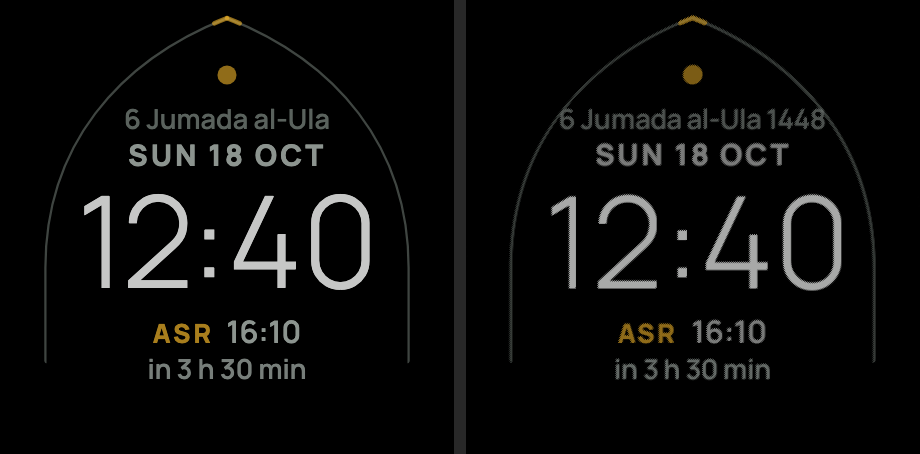 6 Jumada al-Ula
SUN 18 OCT
12:40
ASR 16:10
in 3 h 30 min
6 Jumada al-Ula 1448
SUN 18 OCT
12:40
ASR 16:10
in 3 h 30 min